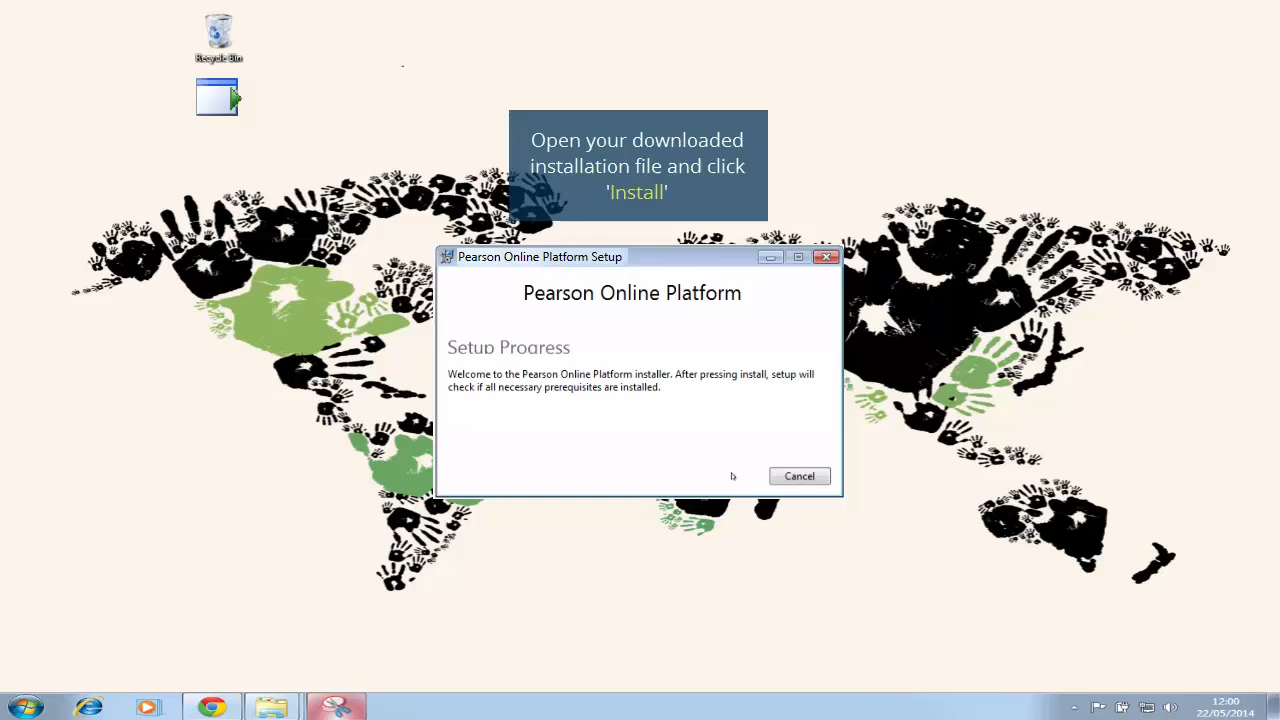 Recycle Bin
Open your downloaded
installation file and click
'Install'
Pearson Online Platform Setup
Pearson Online Platform
Setup Progress
Welcome to the Pearson Online Platform installer. After pressing install, setup will
check if all necessary prerequisites are installed.
Cancel
12:00
22/05/2014